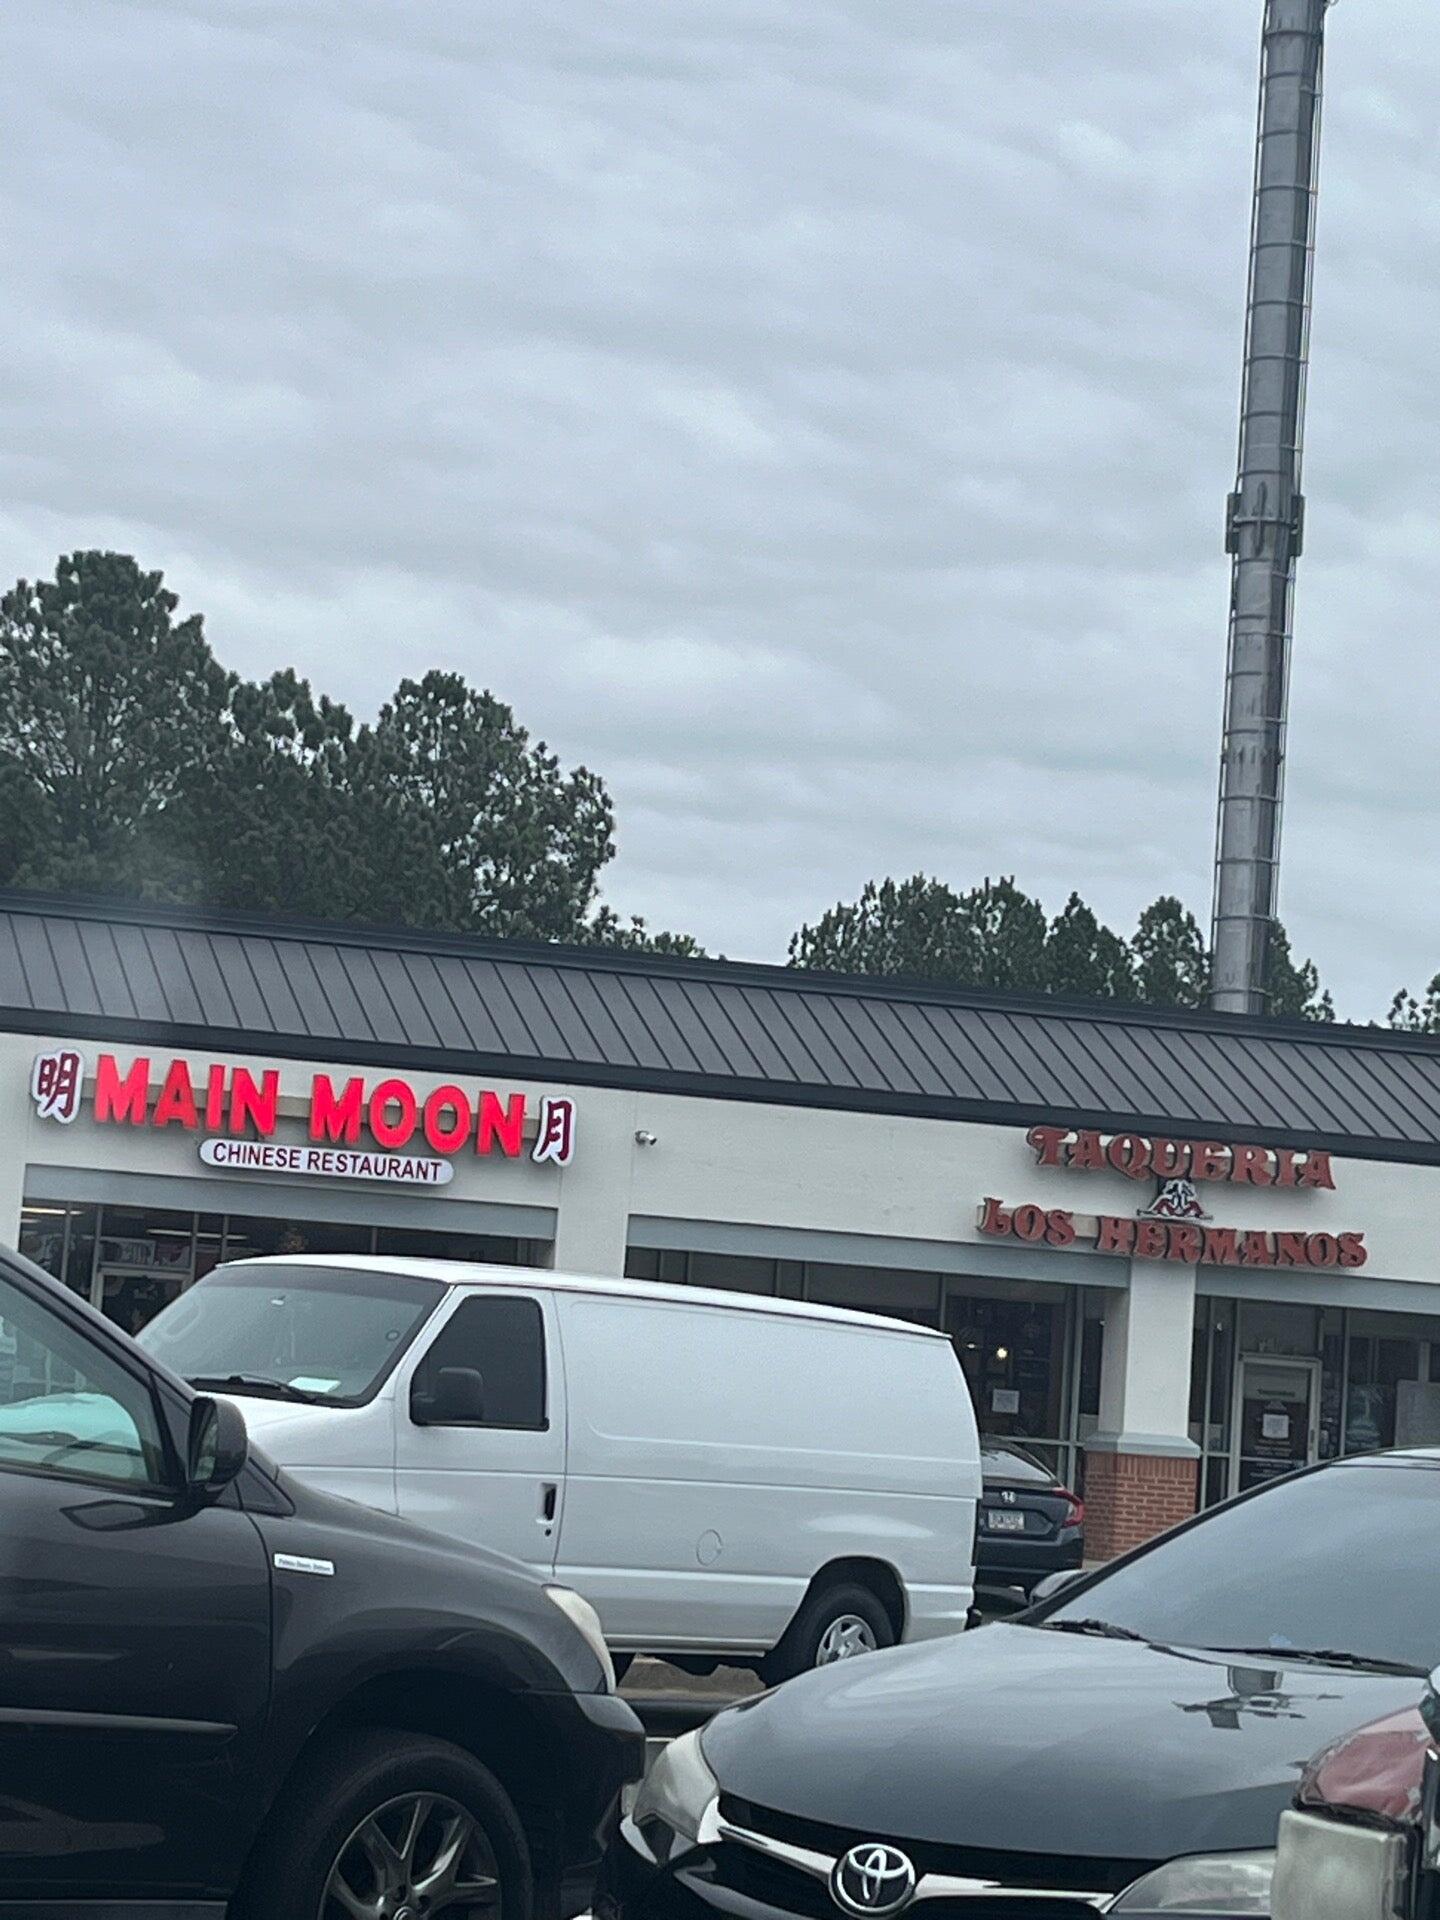 明 MAIN MOON 月
CHINESE RESTAURANT
TAQUERIA
LOS HERMANOS